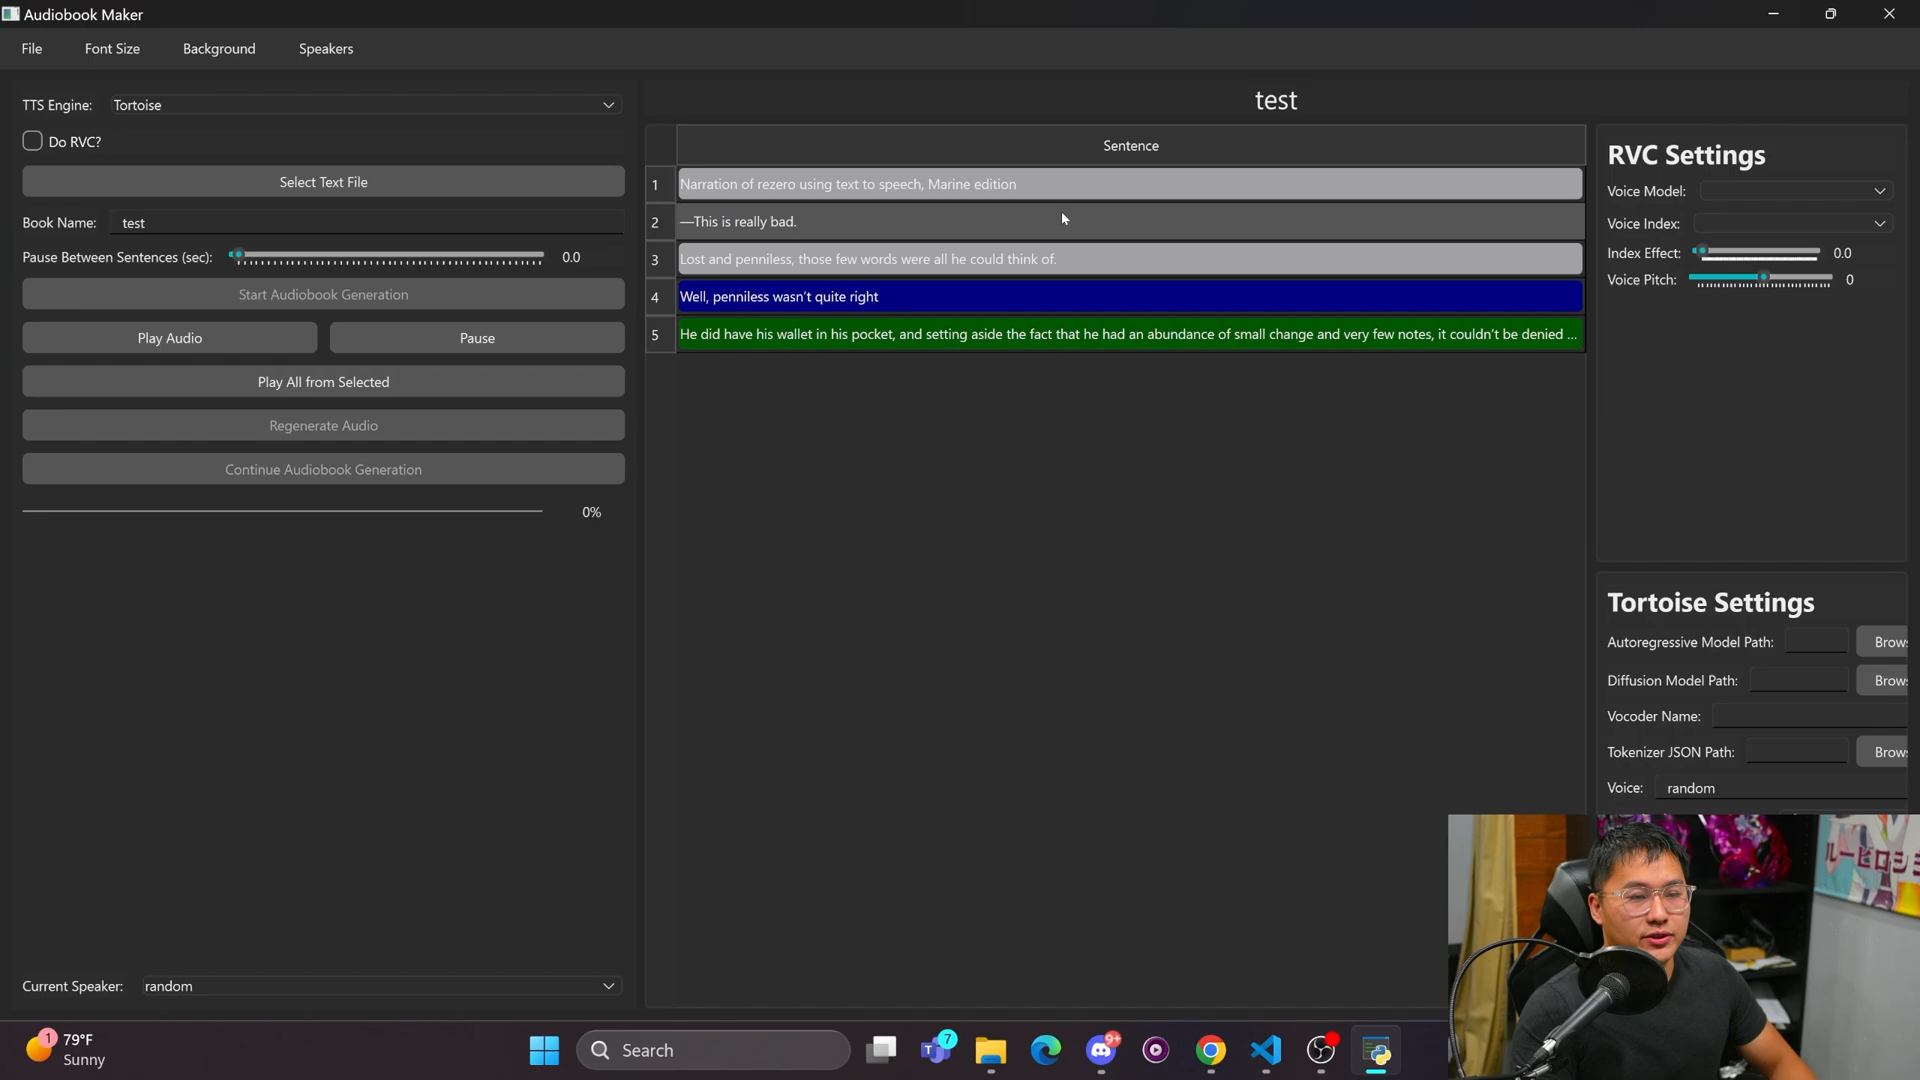 Audiobook Maker
File
Font Size
Background
Speakers
TTS Engine:
Tortoise
Do RVC?
Select Text File
Book Name:
test
Pause Between Sentences (sec):
0.0
Start Audiobook Generation
Play Audio
Pause
Play All from Selected
Regenerate Audio
Continue Audiobook Generation
0%
Current Speaker:
random
test
Sentence
1
Narration of rezero using text to speech, Marine edition
2
—This is really bad.
3
Lost and penniless, those few words were all he could think of.
4
Well, penniless wasn't quite right
5
He did have his wallet in his pocket, and setting aside the fact that he had an abundance of small change and very few notes, it couldn't be denied ...
RVC Settings
Voice Model:
Voice Index:
Index Effect:
0.0
Voice Pitch:
0
Tortoise Settings
Autoregressive Model Path:
Brows
Diffusion Model Path:
Brows
Vocoder Name:
Tokenizer JSON Path:
Brows
Voice:
random
1
79°F
Sunny
Search
7
9+